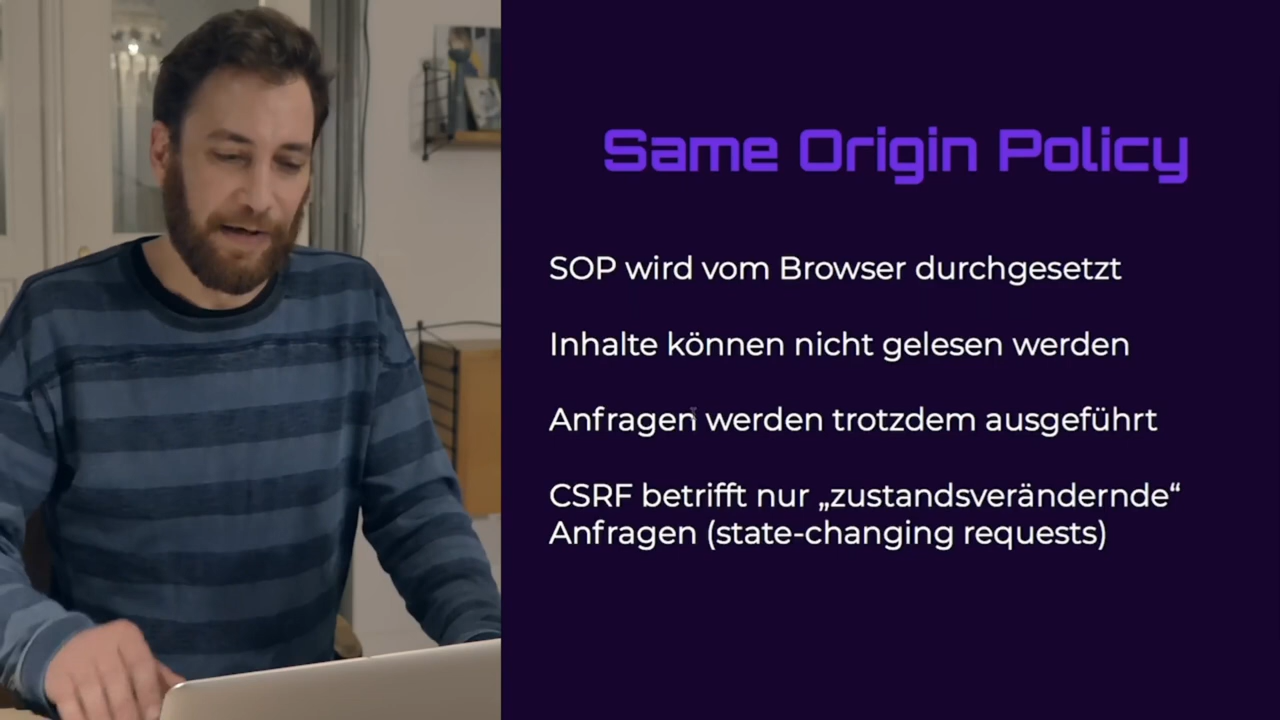 Same Origin Policy
SOP wird vom Browser durchgesetzt
Inhalte können nicht gelesen werden
Anfragen werden trotzdem ausgeführt
CSRF betrifft nur „zustandsverändernde“
Anfragen (state-changing requests)